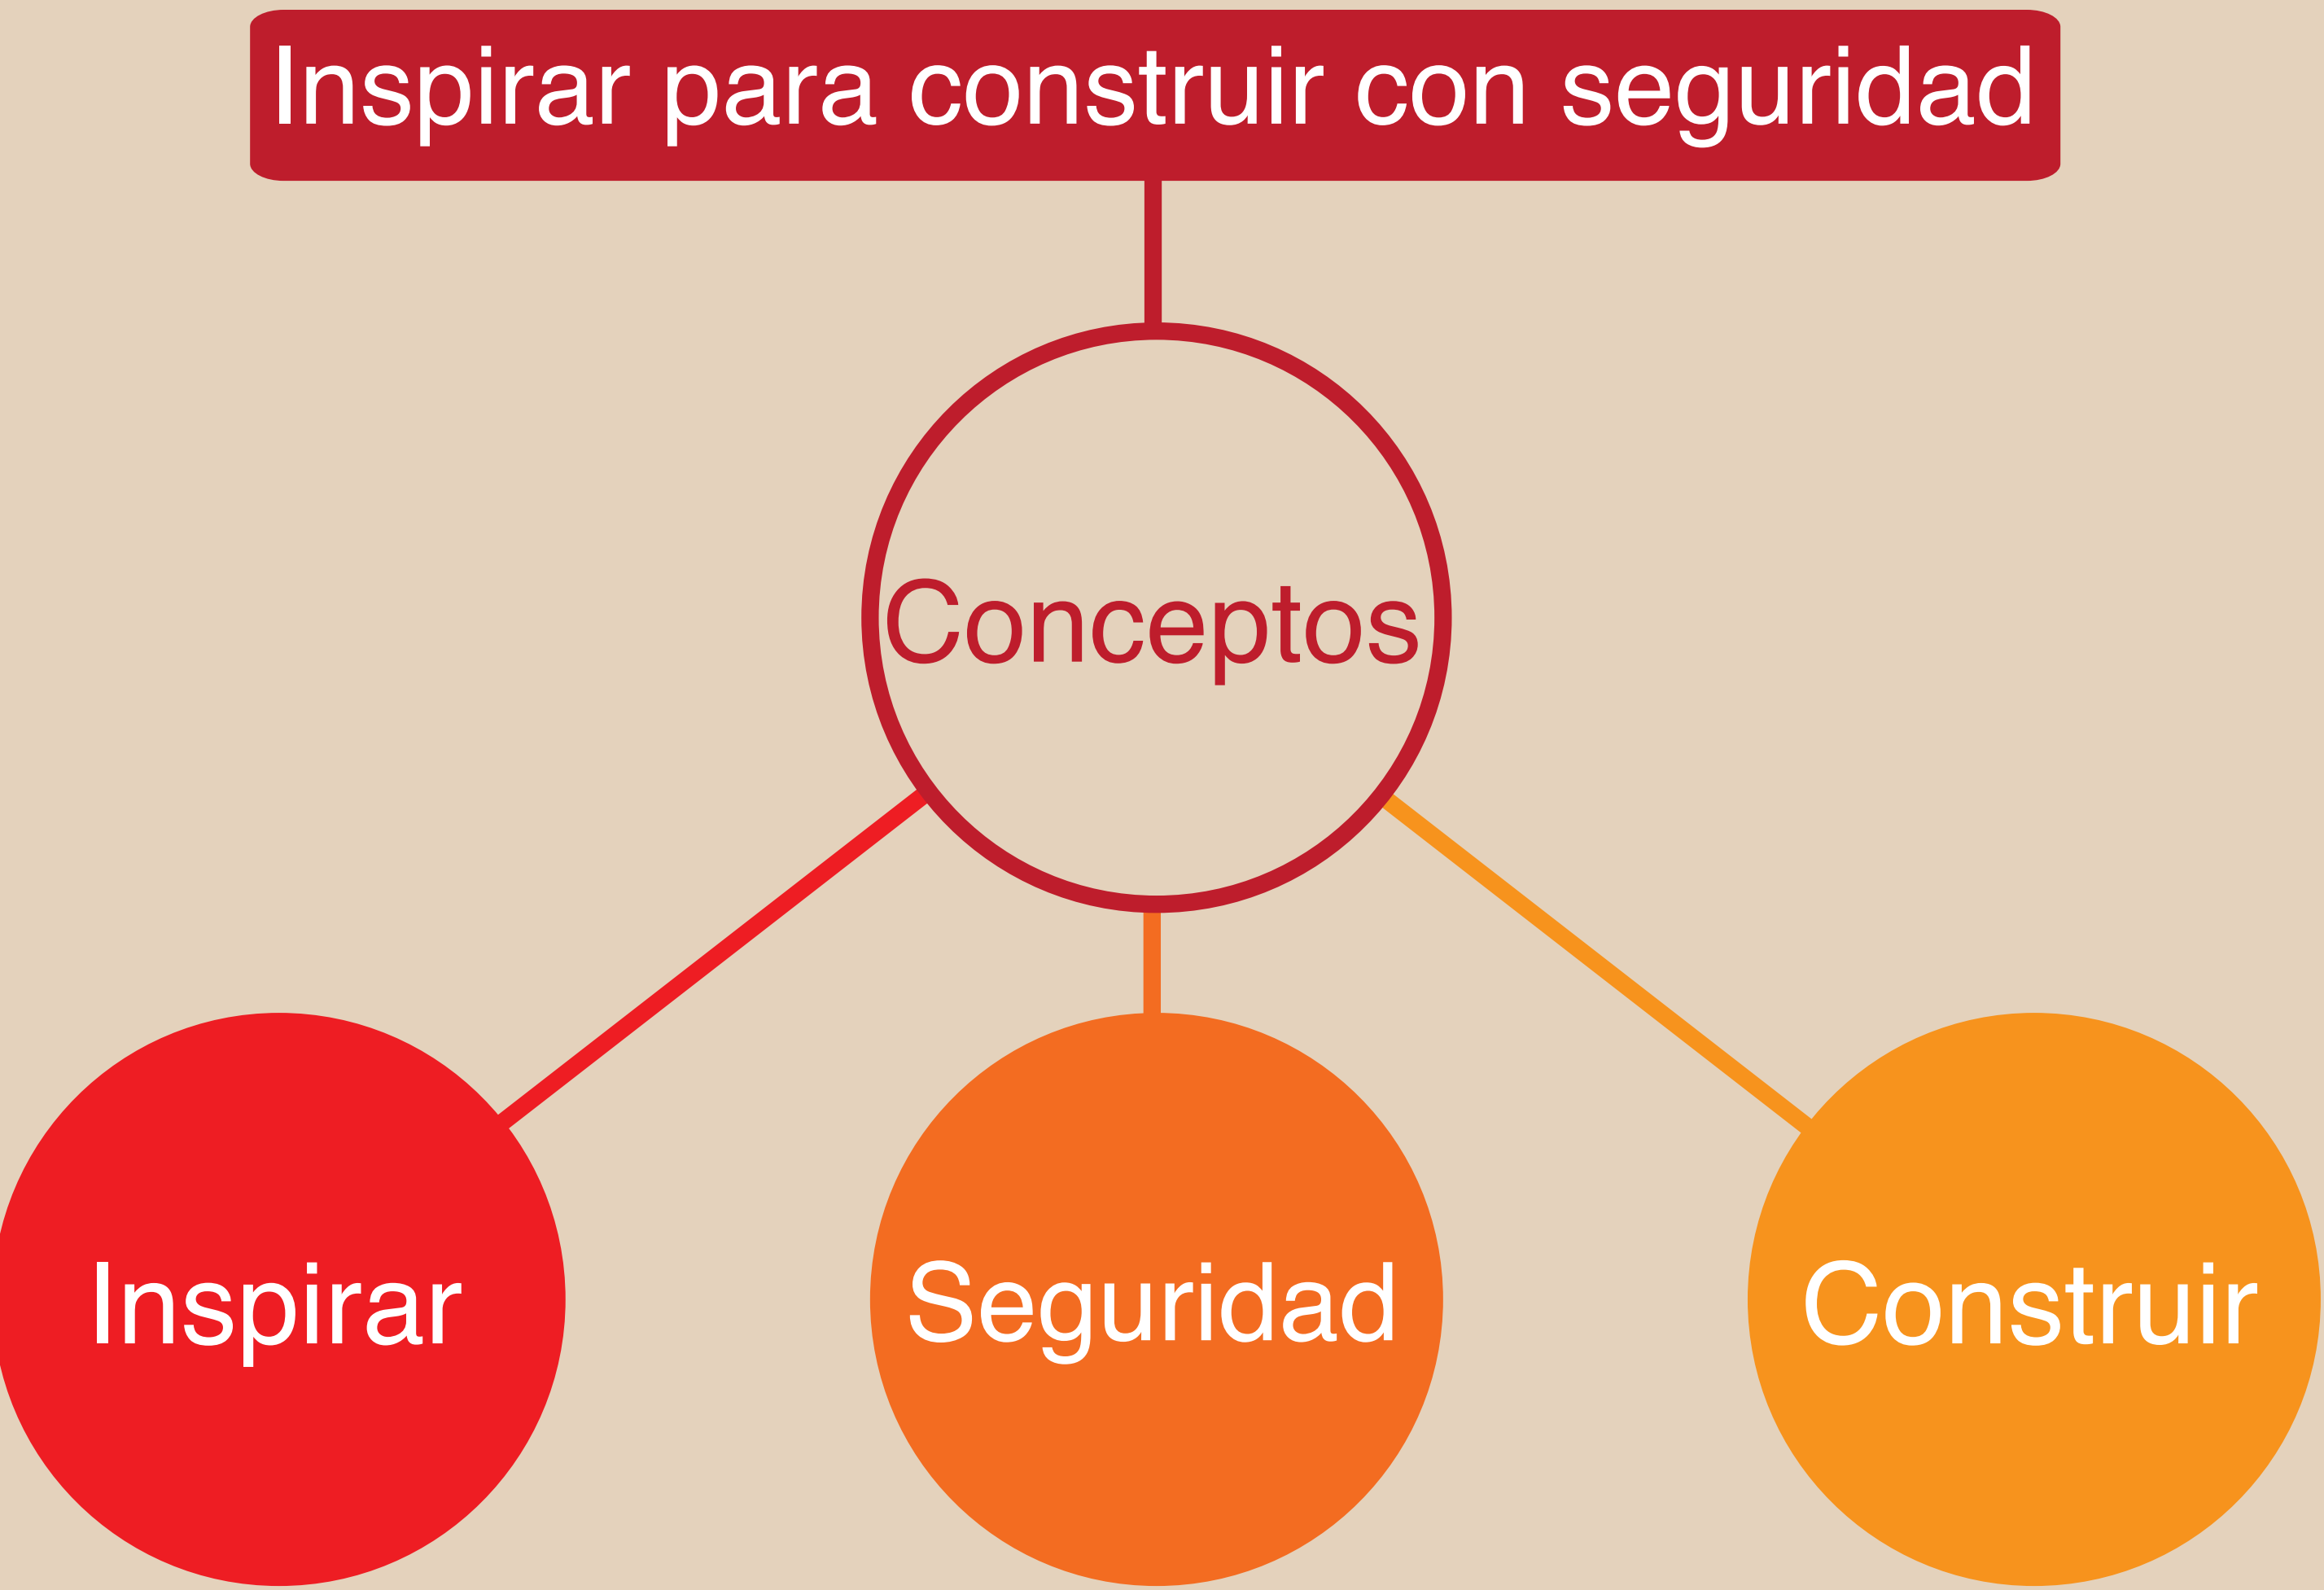 Inspirar para construir con seguridad
Conceptos
Inspirar
Seguridad
Construir